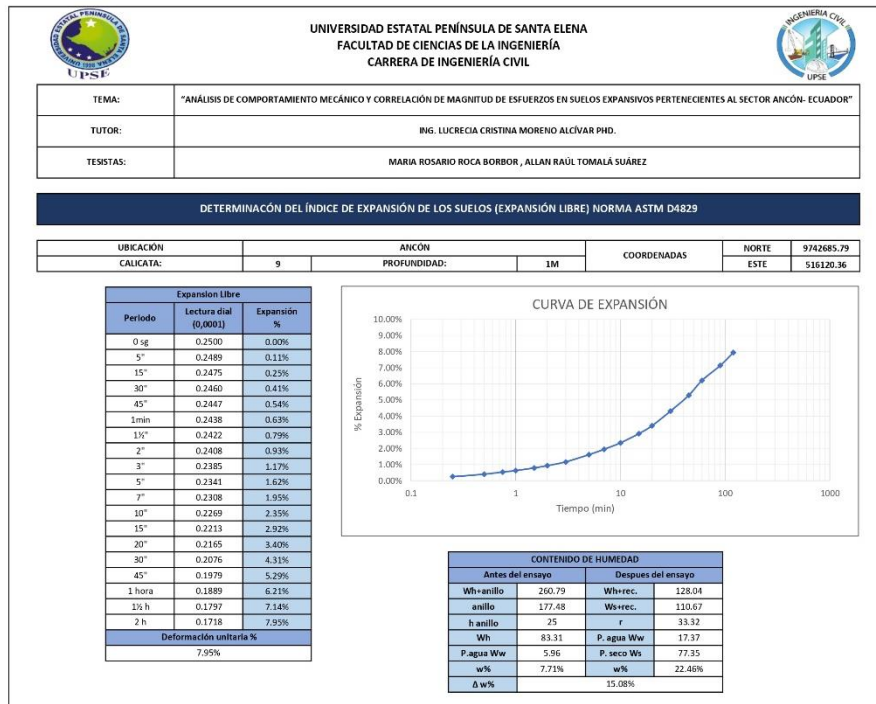 UNIVERSIDAD ESTATAL PENÍNSULA DE SANTA ELENA
FACULTAD DE CIENCIAS DE LA INGENIERÍA
CARRERA DE INGENIERÍA CIVIL
UPSE
INGENIERIA CIVIL
UPSE
TEMA: "ANÁLISIS DE COMPORTAMIENTO MECÁNICO Y CORRELACIÓN DE MAGNITUD DE ESFUERZOS EN SUELOS EXPANSIVOS PERTENECIENTES AL SECTOR ANCÓN- ECUADOR"
TUTOR: ING. LUCRECIA CRISTINA MORENO ALCÍVAR PHD.
TESISTAS: MARIA ROSARIO ROCA BORBOR , ALLAN RAÚL TOMALÁ SUÁREZ
DETERMINACÓN DEL ÍNDICE DE EXPANSIÓN DE LOS SUELOS (EXPANSIÓN LIBRE) NORMA ASTM D4829
UBICACIÓN ANCÓN COORDENADAS NORTE 9742685.79
CALICATA: 9 PROFUNDIDAD: 1M ESTE 516120.36
Expansion Libre
Periodo Lectura dial (0,0001) Expansión %
0 sg 0.2500 0.00%
5" 0.2489 0.11%
15" 0.2475 0.25%
30" 0.2460 0.41%
45" 0.2447 0.54%
1min 0.2438 0.63%
1½" 0.2422 0.79%
2" 0.2408 0.93%
3" 0.2385 1.17%
5" 0.2341 1.62%
7" 0.2308 1.95%
10" 0.2269 2.35%
15" 0.2213 2.92%
20" 0.2165 3.40%
30" 0.2076 4.31%
45" 0.1979 5.29%
1 hora 0.1889 6.21%
1½ h 0.1797 7.14%
2 h 0.1718 7.95%
Deformación unitaria %
7.95%
CURVA DE EXPANSIÓN
% Expansión
10.00%
9.00%
8.00%
7.00%
6.00%
5.00%
4.00%
3.00%
2.00%
1.00%
0.00%
0.1 1 10 100 1000
Tiempo (min)
CONTENIDO DE HUMEDAD
Antes del ensayo Despues del ensayo
Wh+anillo 260.79 Wh+rec. 128.04
anillo 177.48 Ws+rec. 110.67
h anillo 25 r 33.32
Wh 83.31 P. agua Ww 17.37
P.agua Ww 5.96 P. seco Ws 77.35
w% 7.71% w% 22.46%
Δ w% 15.08%